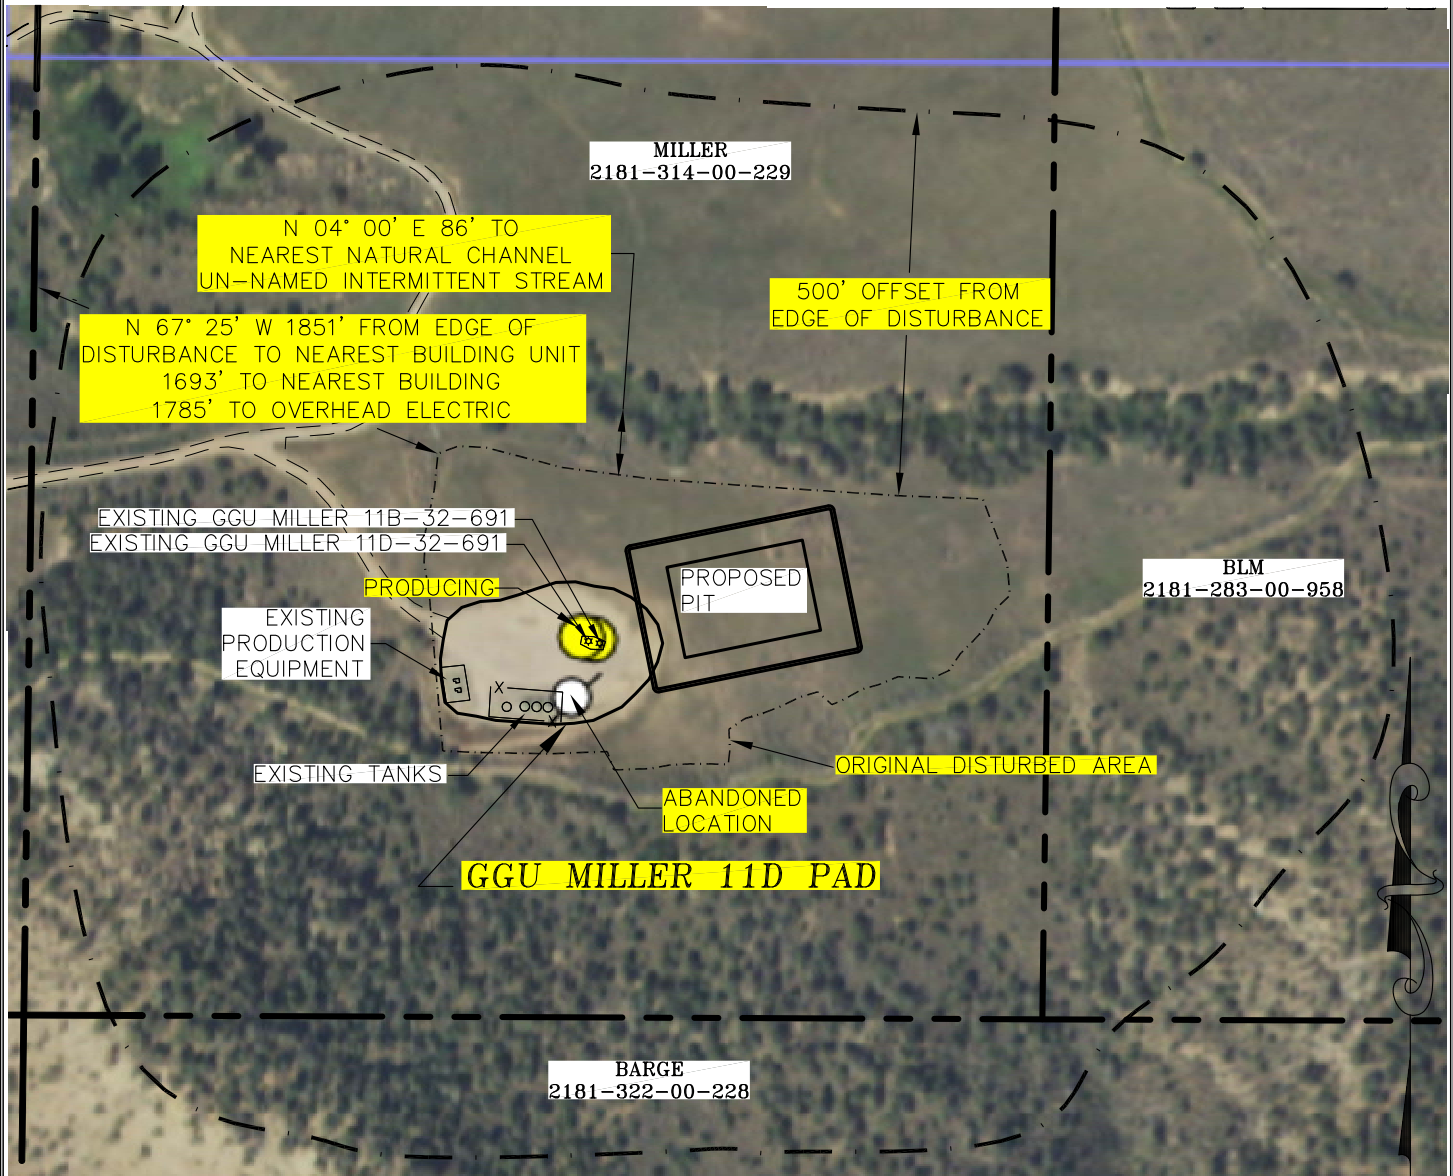 MILLER
2181-314-00-229
N 04° 00' E 86' TO
NEAREST NATURAL CHANNEL
UN-NAMED INTERMITTENT STREAM
500' OFFSET FROM
EDGE OF DISTURBANCE
N 67° 25' W 1851' FROM EDGE OF
DISTURBANCE TO NEAREST BUILDING UNIT
1693' TO NEAREST BUILDING
1785' TO OVERHEAD ELECTRIC
EXISTING GGU MILLER 11B-32-691
EXISTING GGU MILLER 11D-32-691
PRODUCING
PROPOSED
PIT
BLM
2181-283-00-958
EXISTING
PRODUCTION
EQUIPMENT
X
X
EXISTING TANKS
ORIGINAL DISTURBED AREA
ABANDONED
LOCATION
GGU MILLER 11D PAD
BARGE
2181-322-00-228